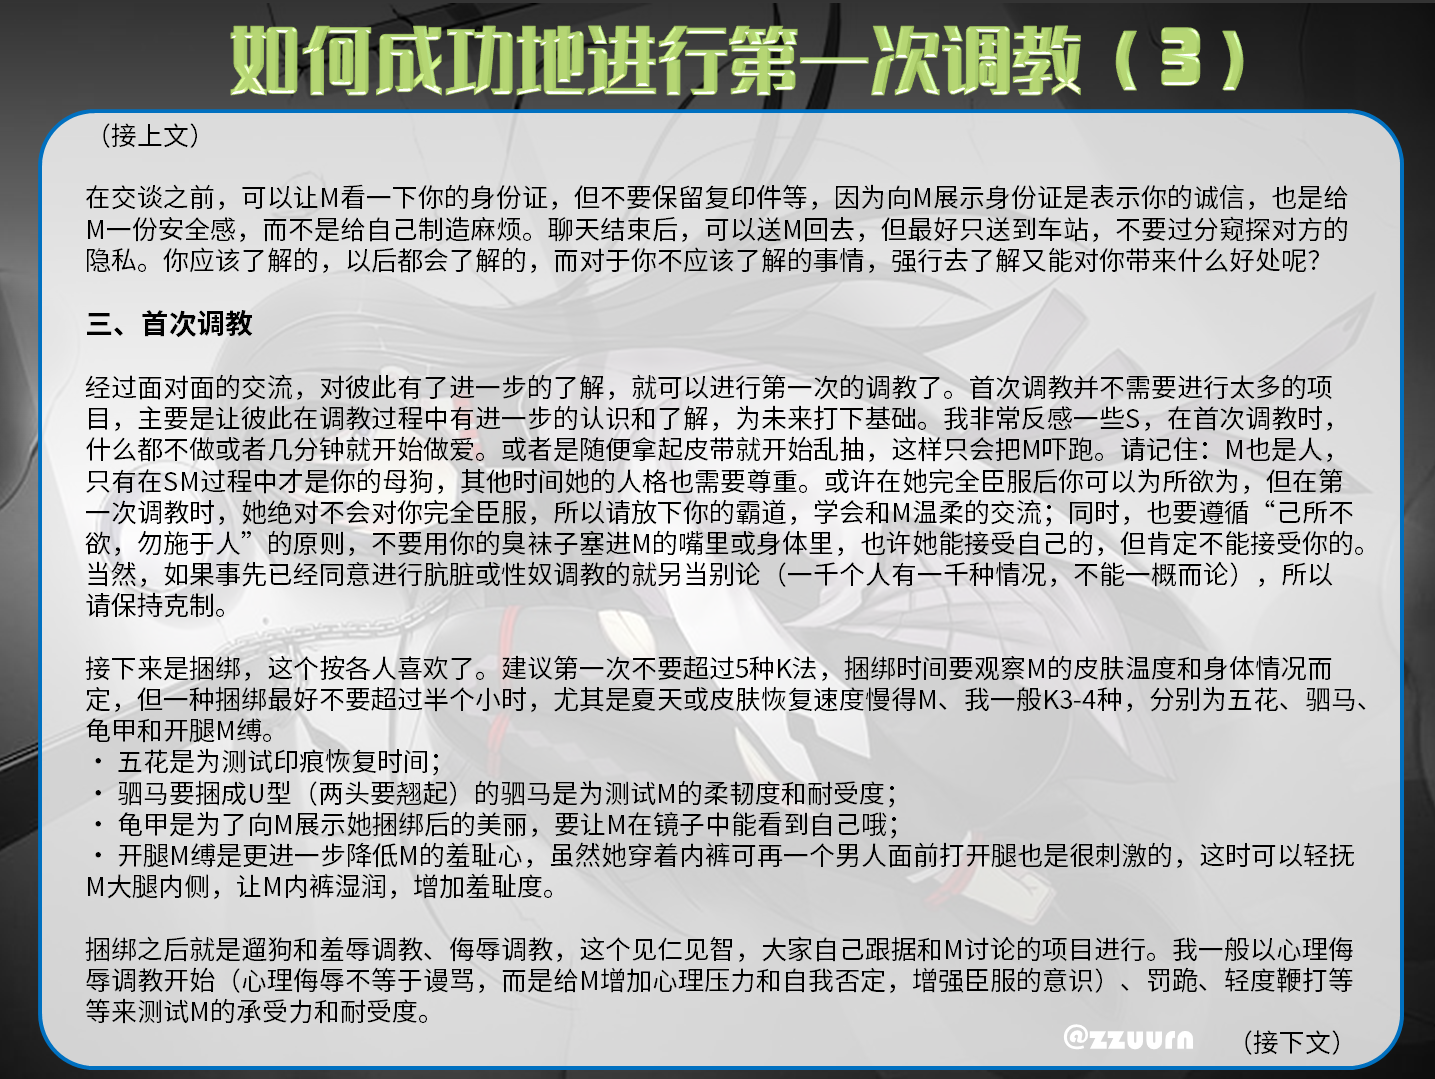 如何成功地进行第一次调教（3）
（接上文）
在交谈之前，可以让M看一下你的身份证，但不要保留复印件等，因为向M展示身份证是表示你的诚信，也是给
M一份安全感，而不是给自己制造麻烦。聊天结束后，可以送M回去，但最好只送到车站，不要过分窥探对方的
隐私。你应该了解的，以后都会了解的，而对于你不应该了解的事情，强行去了解又能对你带来什么好处呢？
三、首次调教
经过面对面的交流，对彼此有了进一步的了解，就可以进行第一次的调教了。首次调教并不需要进行太多的项
目，主要是让彼此在调教过程中有进一步的认识和了解，为未来打下基础。我非常反感一些S，在首次调教时，
什么都不做或者几分钟就开始做爱。或者是随便拿起皮带就开始乱抽，这样只会把M吓跑。请记住：M也是人，
只有在SM过程中才是你的母狗，其他时间她的人格也需要尊重。或许在她完全臣服后你可以为所欲为，但在第
一次调教时，她绝对不会对你完全臣服，所以请放下你的霸道，学会和M温柔的交流；同时，也要遵循“己所不
欲，勿施于人”的原则，不要用你的臭袜子塞进M的嘴里或身体里，也许她能接受自己的，但肯定不能接受你的。
当然，如果事先已经同意进行肮脏或性奴调教的就另当别论（一千个人有一千种情况，不能一概而论），所以
请保持克制。
接下来是捆绑，这个按各人喜欢了。建议第一次不要超过5种K法，捆绑时间要观察M的皮肤温度和身体情况而
定，但一种捆绑最好不要超过半个小时，尤其是夏天或皮肤恢复速度慢得M、我一般K3-4种，分别为五花、驷马、
龟甲和开腿M缚。
• 五花是为测试印痕恢复时间；
• 驷马要捆成U型（两头要翘起）的驷马是为测试M的柔韧度和耐受度；
• 龟甲是为了向M展示她捆绑后的美丽，要让M在镜子中能看到自己哦；
• 开腿M缚是更进一步降低M的羞耻心，虽然她穿着内裤可再一个男人面前打开腿也是很刺激的，这时可以轻抚
M大腿内侧，让M内裤湿润，增加羞耻度。
捆绑之后就是遛狗和羞辱调教、侮辱调教，这个见仁见智，大家自己跟据和M讨论的项目进行。我一般以心理侮
辱调教开始（心理侮辱不等于谩骂，而是给M增加心理压力和自我否定，增强臣服的意识）、罚跪、轻度鞭打等
等来测试M的承受力和耐受度。
@zzuurn
（接下文）